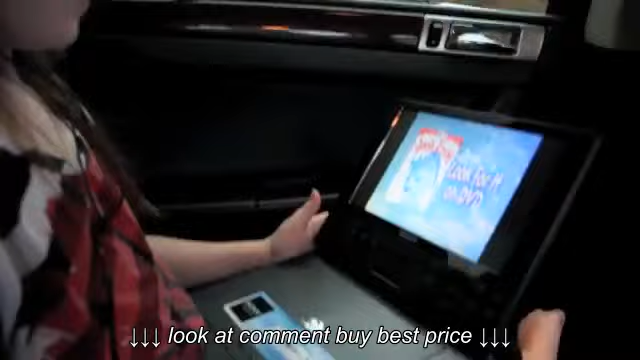 Look For It
on DVD
↓↓↓ look at comment buy best price ↓↓↓